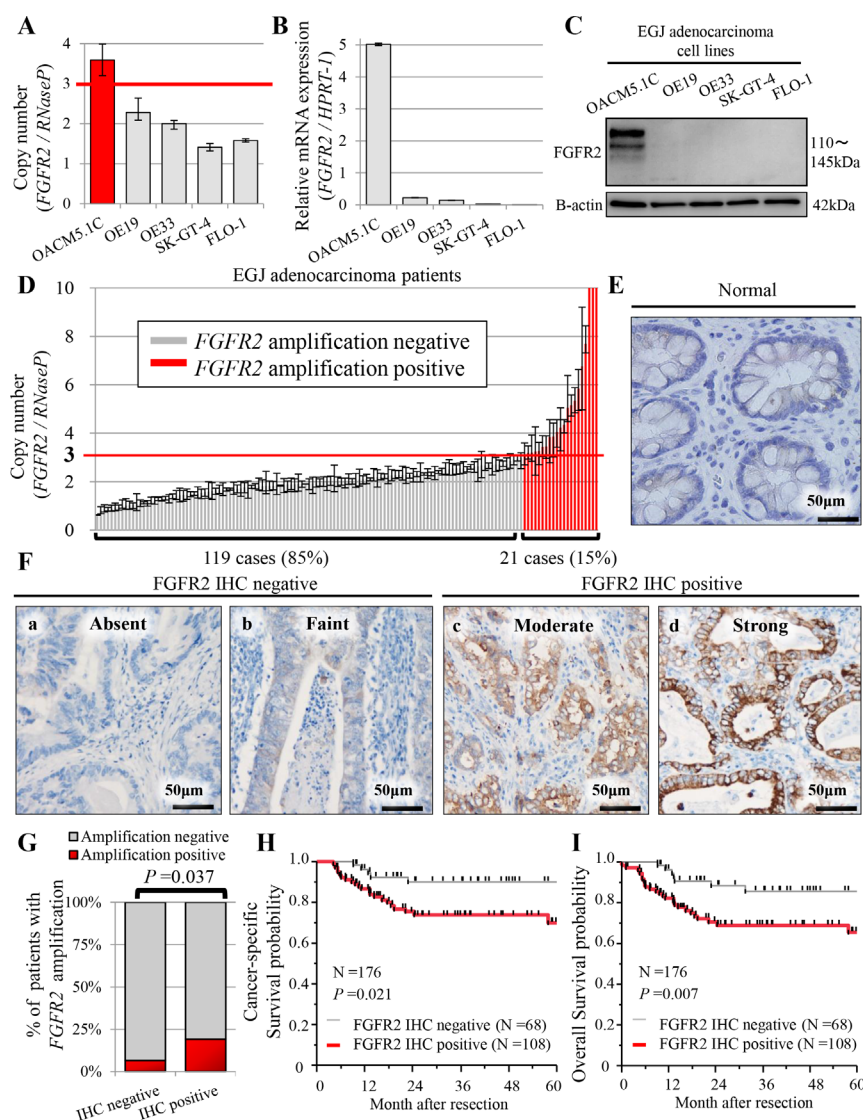 A
Copy number
(FGFR2 / RNaseP)
4
3
2
1
0
OACM5.1C
OE19
OE33
SK-GT-4
FLO-1
B
Relative mRNA expression
(FGFR2 / HPRT-1)
5
4
3
2
1
0
OACM5.1C
OE19
OE33
SK-GT-4
FLO-1
C
EGJ adenocarcinoma
cell lines
OACM5.1C
OE19
OE33
SK-GT-4
FLO-1
FGFR2
110~
145kDa
B-actin
42kDa
D
EGJ adenocarcinoma patients
Copy number
(FGFR2 / RNaseP)
10
8
6
4
3
2
0
FGFR2 amplification negative
FGFR2 amplification positive
119 cases (85%)
21 cases (15%)
E
Normal
50μm
F
FGFR2 IHC negative
FGFR2 IHC positive
a
Absent
50μm
b
Faint
50μm
c
Moderate
50μm
d
Strong
50μm
G
Amplification negative
Amplification positive
P =0.037
% of patients with
FGFR2 amplification
100%
75%
50%
25%
0%
IHC negative
IHC positive
H
Cancer-specific
Survival probability
1.0
0.8
0.6
0.4
0.2
0
N =176
P =0.021
FGFR2 IHC negative (N =68)
FGFR2 IHC positive (N =108)
0 12 24 36 48 60
Month after resection
I
Overall Survival probability
1.0
0.8
0.6
0.4
0.2
0
N =176
P =0.007
FGFR2 IHC negative (N =68)
FGFR2 IHC positive (N =108)
0 12 24 36 48 60
Month after resection